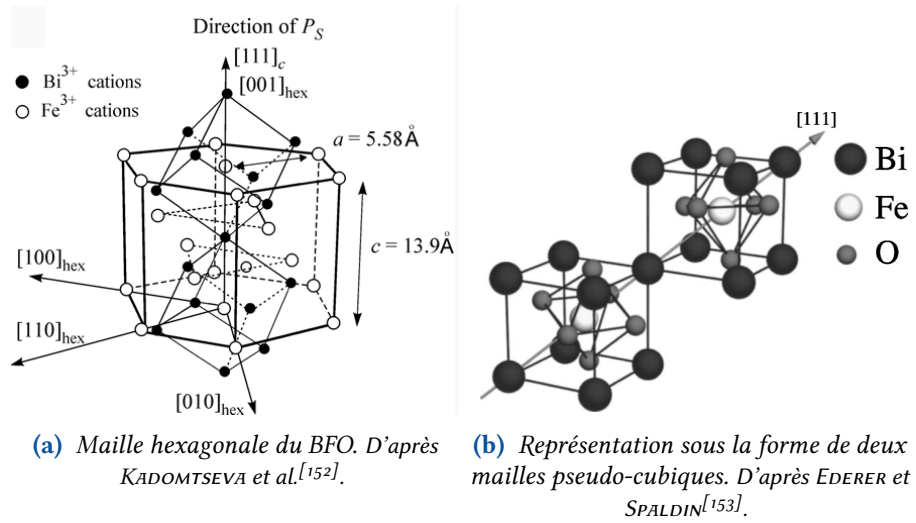 Direction of P_S
[111]_c
[001]_hex
Bi³⁺ cations
Fe³⁺ cations
a = 5.58Å
c = 13.9Å
[100]_hex
[110]_hex
[010]_hex
[111]
Bi
Fe
O
(a) Maille hexagonale du BFO. D'après
KADOMTSEVA et al.[152].
(b) Représentation sous la forme de deux
mailles pseudo-cubiques. D'après EDERER et
SPALDIN[153].